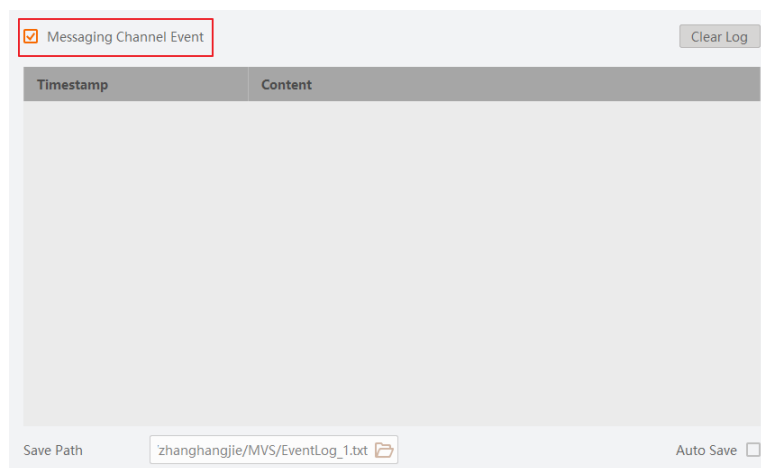 Messaging Channel Event
Clear Log
Timestamp Content
Save Path 'zhanghangjie/MVS/EventLog_1.txt Auto Save